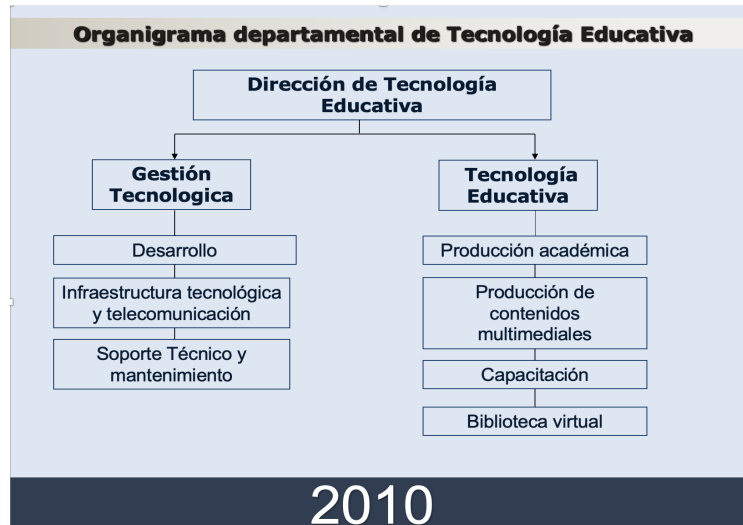 Organigrama departamental de Tecnología Educativa
Dirección de Tecnología
Educativa
Gestión
Tecnologica
Desarrollo
Infraestructura tecnológica
y telecomunicación
Soporte Técnico y
mantenimiento
Tecnología
Educativa
Producción académica
Producción de
contenidos
multimediales
Capacitación
Biblioteca virtual
2010